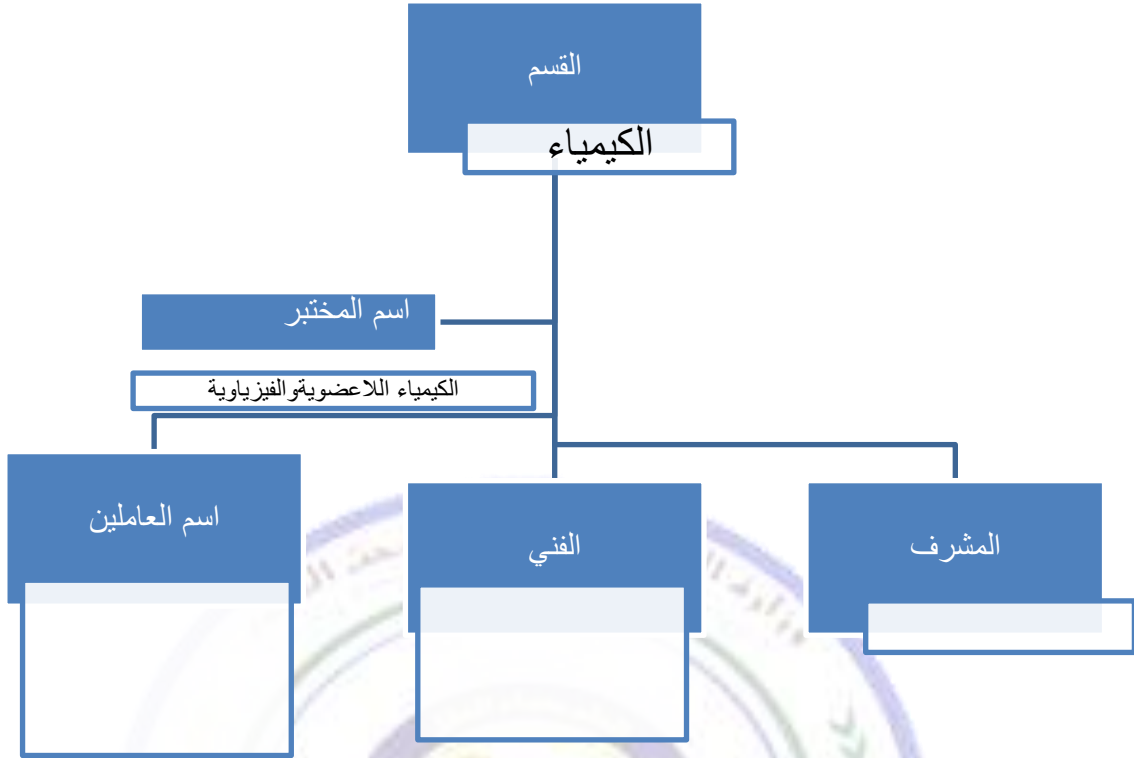 القسم
الكيمياء
اسم المختبر
الكيمياء اللاعضويةوالفيزياوية
المشرف
الفني
اسم العاملين